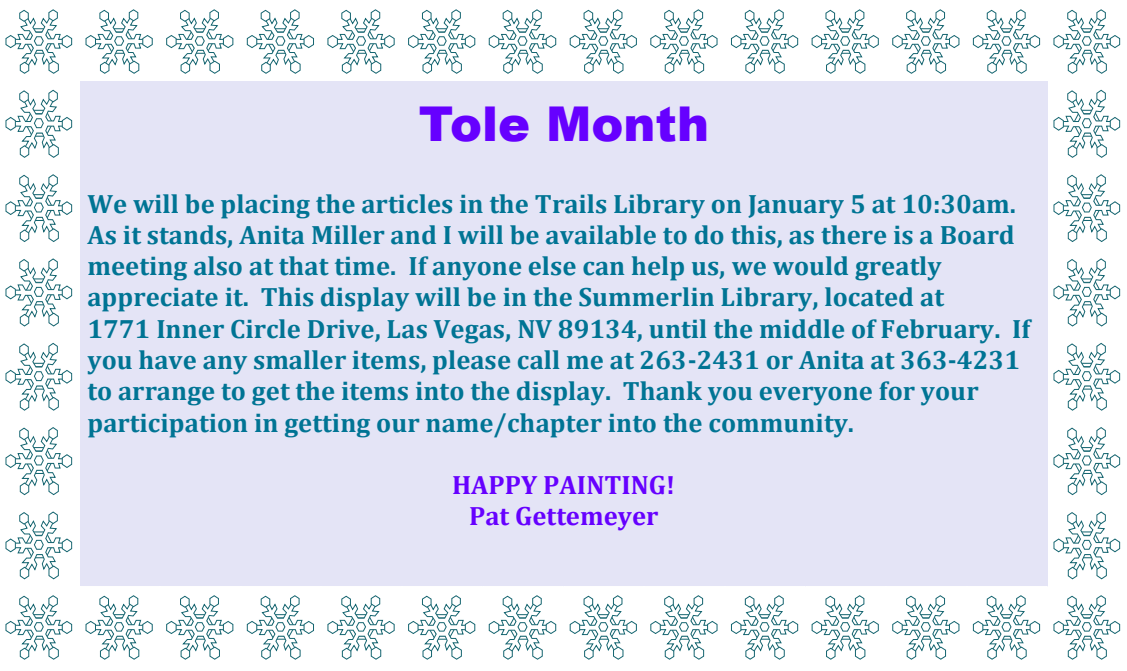 Tole Month
We will be placing the articles in the Trails Library on January 5 at 10:30am.
As it stands, Anita Miller and I will be available to do this, as there is a Board
meeting also at that time.  If anyone else can help us, we would greatly
appreciate it.  This display will be in the Summerlin Library, located at
1771 Inner Circle Drive, Las Vegas, NV 89134, until the middle of February.  If
you have any smaller items, please call me at 263-2431 or Anita at 363-4231
to arrange to get the items into the display.  Thank you everyone for your
participation in getting our name/chapter into the community.
HAPPY PAINTING!
Pat Gettemeyer